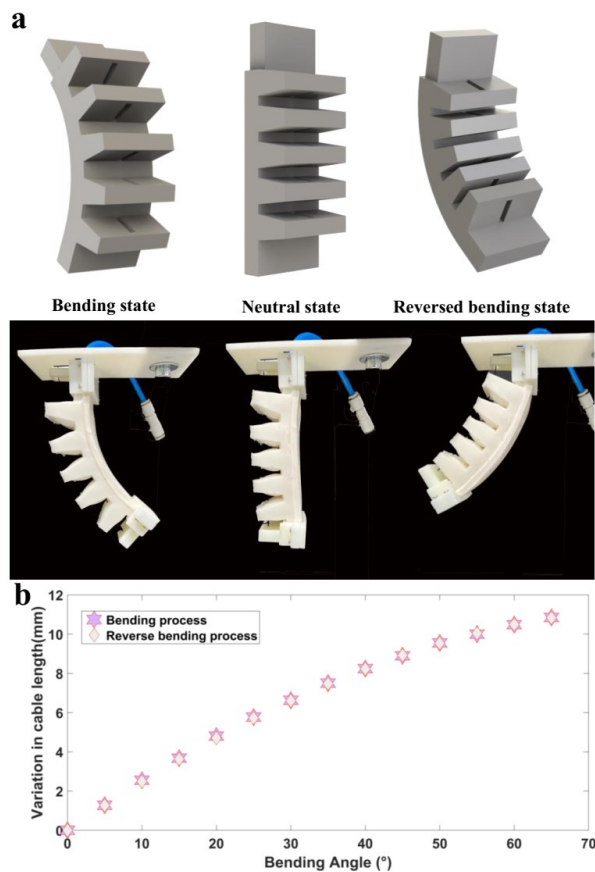 a
Bending state Neutral state Reversed bending state
b
Bending process
Reverse bending process
Variation in cable length(mm)
12
10
8
6
4
2
0
0 10 20 30 40 50 60 70
Bending Angle (°)